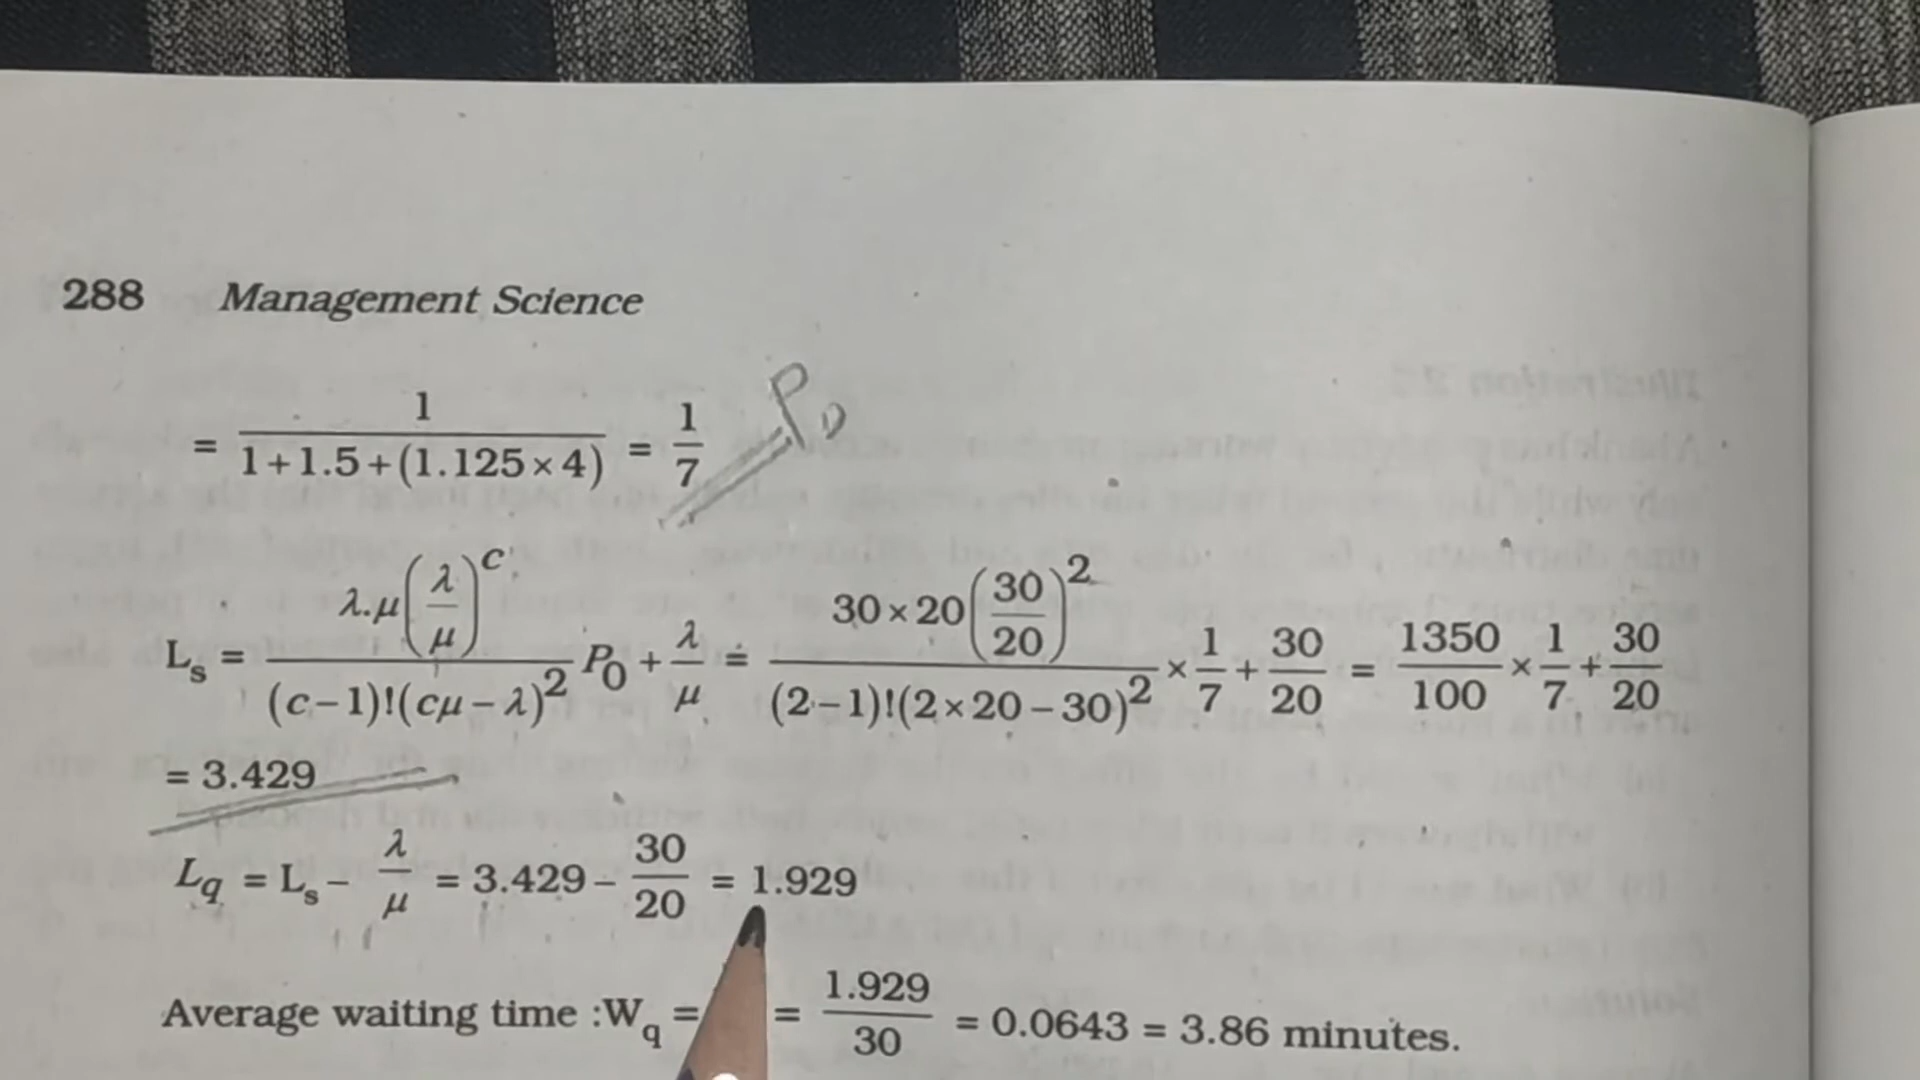 288 Management Science
= 1/(1+1.5+(1.125×4)) = 1/7 P₀
Lₛ = (λ.μ(λ/μ)^c)/((c−1)!(cμ−λ)²) P₀ + λ/μ = (30×20(30/20)²)/((2−1)!(2×20−30)²) × 1/7 + 30/20 = 1350/100 × 1/7 + 30/20
= 3.429
L_q = Lₛ − λ/μ = 3.429 − 30/20 = 1.929
Average waiting time :W_q = = 1.929/30 = 0.0643 = 3.86 minutes.